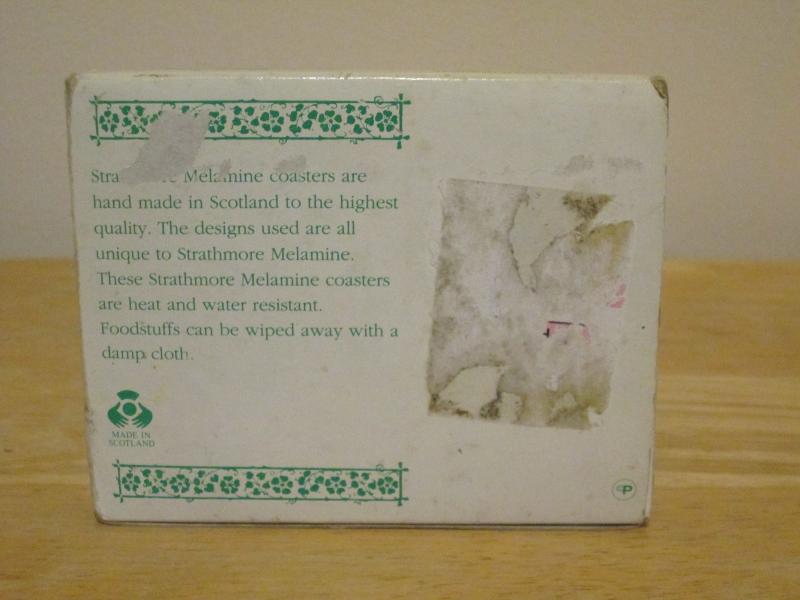 Strathmore Melamine coasters are
hand made in Scotland to the highest
quality. The designs used are all
unique to Strathmore Melamine.
These Strathmore Melamine coasters
are heat and water resistant.
Foodstuffs can be wiped away with a
damp cloth.
MADE IN
SCOTLAND
P